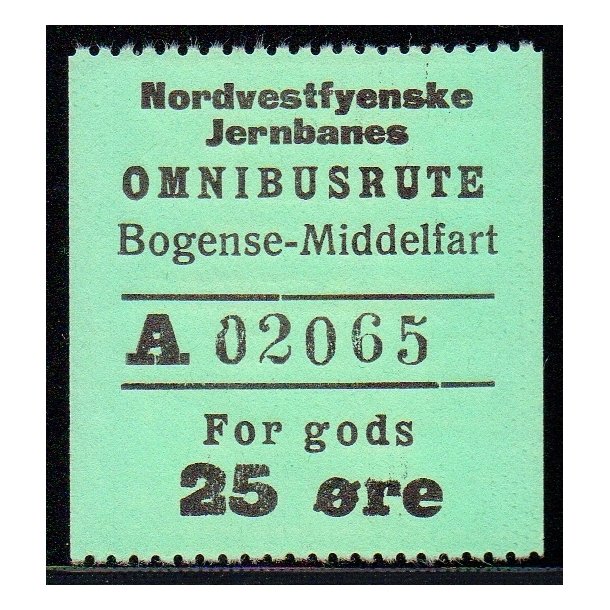 Nordvestfyenske
Jernbanes
OMNIBUSRUTE
Bogense-Middelfart
A 02065
For gods
25 øre